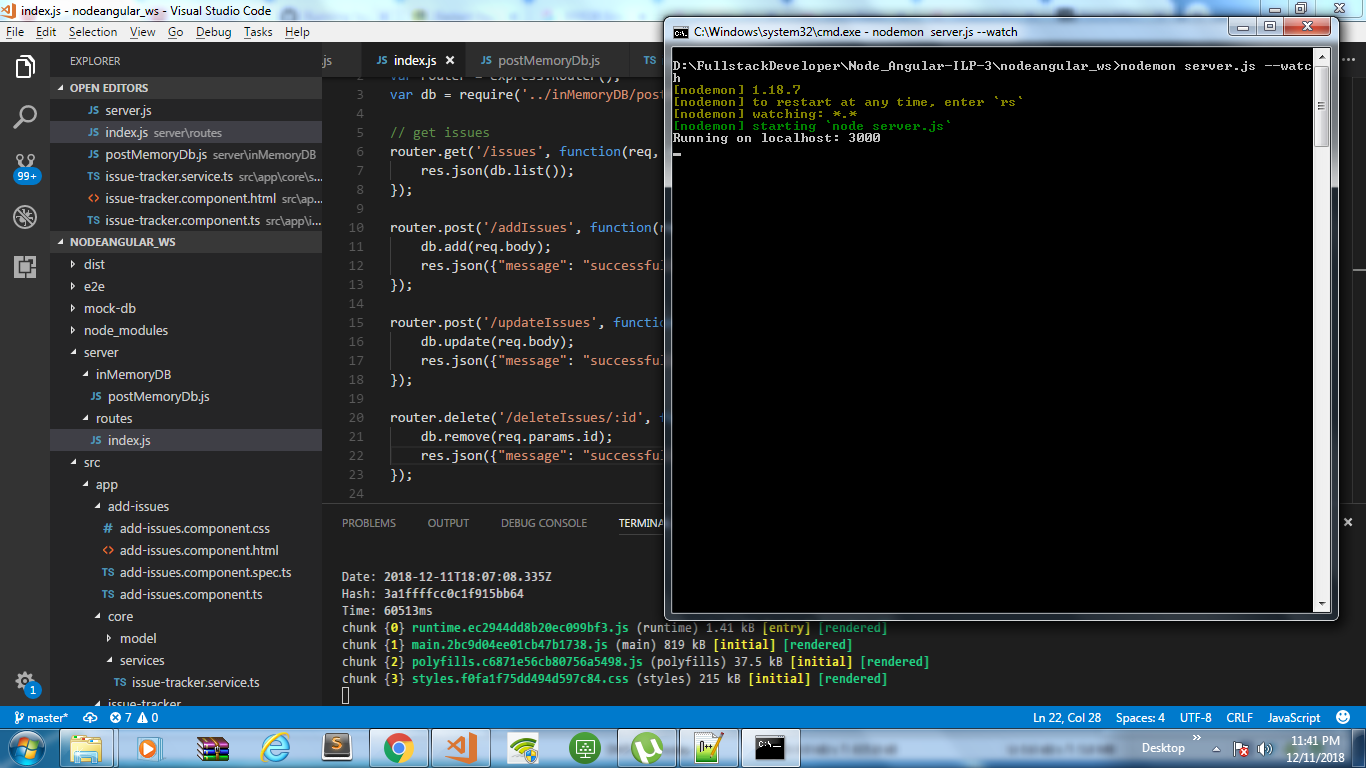 index.js - nodeangular_ws - Visual Studio Code
File Edit Selection View Go Debug Tasks Help
EXPLORER
OPEN EDITORS
JS server.js
JS index.js server\routes
JS postMemoryDb.js server\inMemoryDB
TS issue-tracker.service.ts src\app\core\s...
<> issue-tracker.component.html src\ap...
TS issue-tracker.component.ts src\app\i...
99+
NODEANGULAR_WS
dist
e2e
mock-db
node_modules
server
inMemoryDB
JS postMemoryDb.js
routes
JS index.js
src
app
add-issues
# add-issues.component.css
<> add-issues.component.html
TS add-issues.component.spec.ts
TS add-issues.component.ts
core
model
services
TS issue-tracker.service.ts
issue-tracker
1
.js JS index.js JS postMemoryDb.js TS
2 var router = express.Router();
3 var db = require('../inMemoryDB/post
4
5 // get issues
6 router.get('/issues', function(req,
7 res.json(db.list());
8 });
9
10 router.post('/addIssues', function(r
11 db.add(req.body);
12 res.json({"message": "successful
13 });
14
15 router.post('/updateIssues', functio
16 db.update(req.body);
17 res.json({"message": "successful
18 });
19
20 router.delete('/deleteIssues/:id', f
21 db.remove(req.params.id);
22 res.json({"message": "successful
23 });
24
PROBLEMS OUTPUT DEBUG CONSOLE TERMINA
Date: 2018-12-11T18:07:08.335Z
Hash: 3a1ffffcc0c1f915bb64
Time: 60513ms
chunk {0} runtime.ec2944dd8b20ec099bf3.js (runtime) 1.41 kB [entry] [rendered]
chunk {1} main.2bc9d04ee01cb47b1738.js (main) 819 kB [initial] [rendered]
chunk {2} polyfills.c6871e56cb80756a5498.js (polyfills) 37.5 kB [initial] [rendered]
chunk {3} styles.f0fa1f75dd494d597c84.css (styles) 215 kB [initial] [rendered]
C:\Windows\system32\cmd.exe - nodemon server.js --watch
D:\FullstackDeveloper\Node_Angular-ILP-3\nodeangular_ws>nodemon server.js --watc
h
[nodemon] 1.18.7
[nodemon] to restart at any time, enter `rs`
[nodemon] watching: *.*
[nodemon] starting `node server.js`
Running on localhost: 3000
master* 7 0 Ln 22, Col 28 Spaces: 4 UTF-8 CRLF JavaScript
Desktop
11:41 PM
12/11/2018